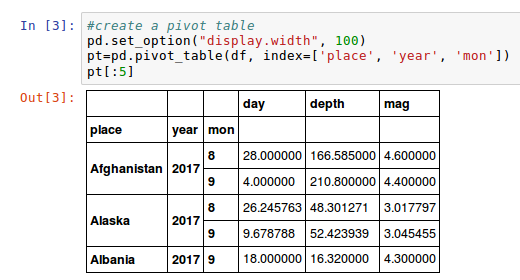 In [3]: #create a pivot table
pd.set_option("display.width", 100)
pt=pd.pivot_table(df, index=['place', 'year', 'mon'])
pt[:5]
Out[3]:
day depth mag
place year mon
Afghanistan 2017 8 28.000000 166.585000 4.600000
9 4.000000 210.800000 4.400000
Alaska 2017 8 26.245763 48.301271 3.017797
9 9.678788 52.423939 3.045455
Albania 2017 9 18.000000 16.320000 4.300000